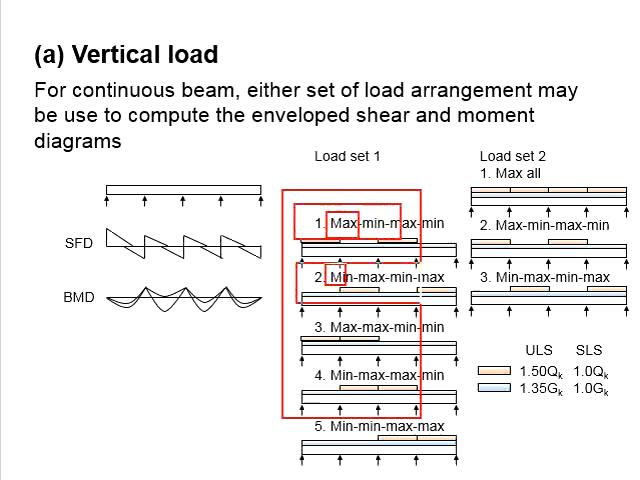 (a) Vertical load
For continuous beam, either set of load arrangement may
be use to compute the enveloped shear and moment
diagrams
Load set 1
Load set 2
1. Max all
1. Max-min-max-min
SFD
2. Max-min-max-min
2. Min-max-min-max
3. Min-max-min-max
BMD
3. Max-max-min-min
ULS SLS
1.50Qk 1.0Qk
1.35Gk 1.0Gk
4. Min-max-max-min
5. Min-min-max-max